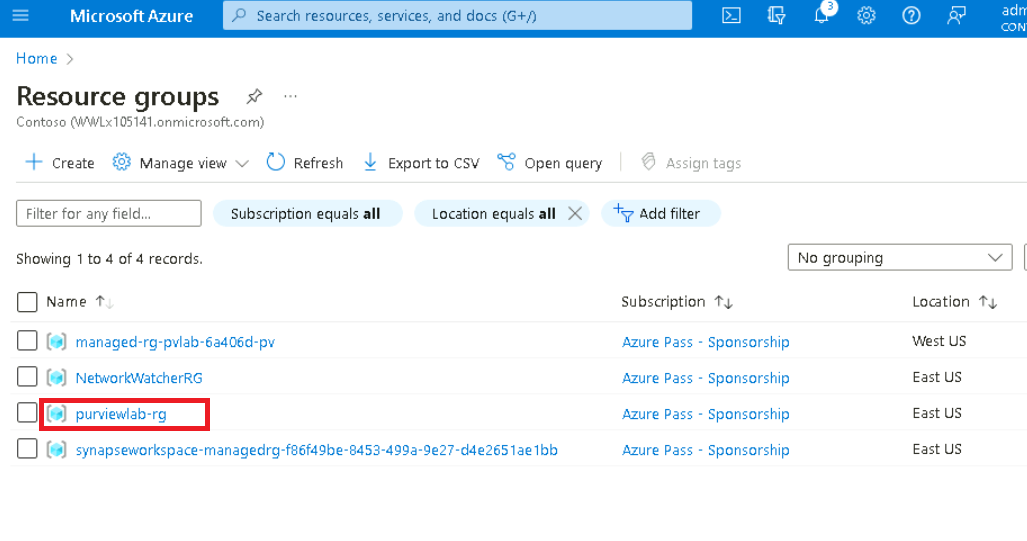 Microsoft Azure
Search resources, services, and docs (G+/)
3
adm
CON
Home
Resource groups
Contoso (WWLx105141.onmicrosoft.com)
Create
Manage view
Refresh
Export to CSV
Open query
Assign tags
Filter for any field...
Subscription equals all
Location equals all
Add filter
Showing 1 to 4 of 4 records.
No grouping
Name
Subscription
Location
managed-rg-pvlab-6a406d-pv
Azure Pass - Sponsorship
West US
NetworkWatcherRG
Azure Pass - Sponsorship
East US
purviewlab-rg
Azure Pass - Sponsorship
East US
synapseworkspace-managedrg-f86f49be-8453-499a-9e27-d4e2651ae1bb
Azure Pass - Sponsorship
East US